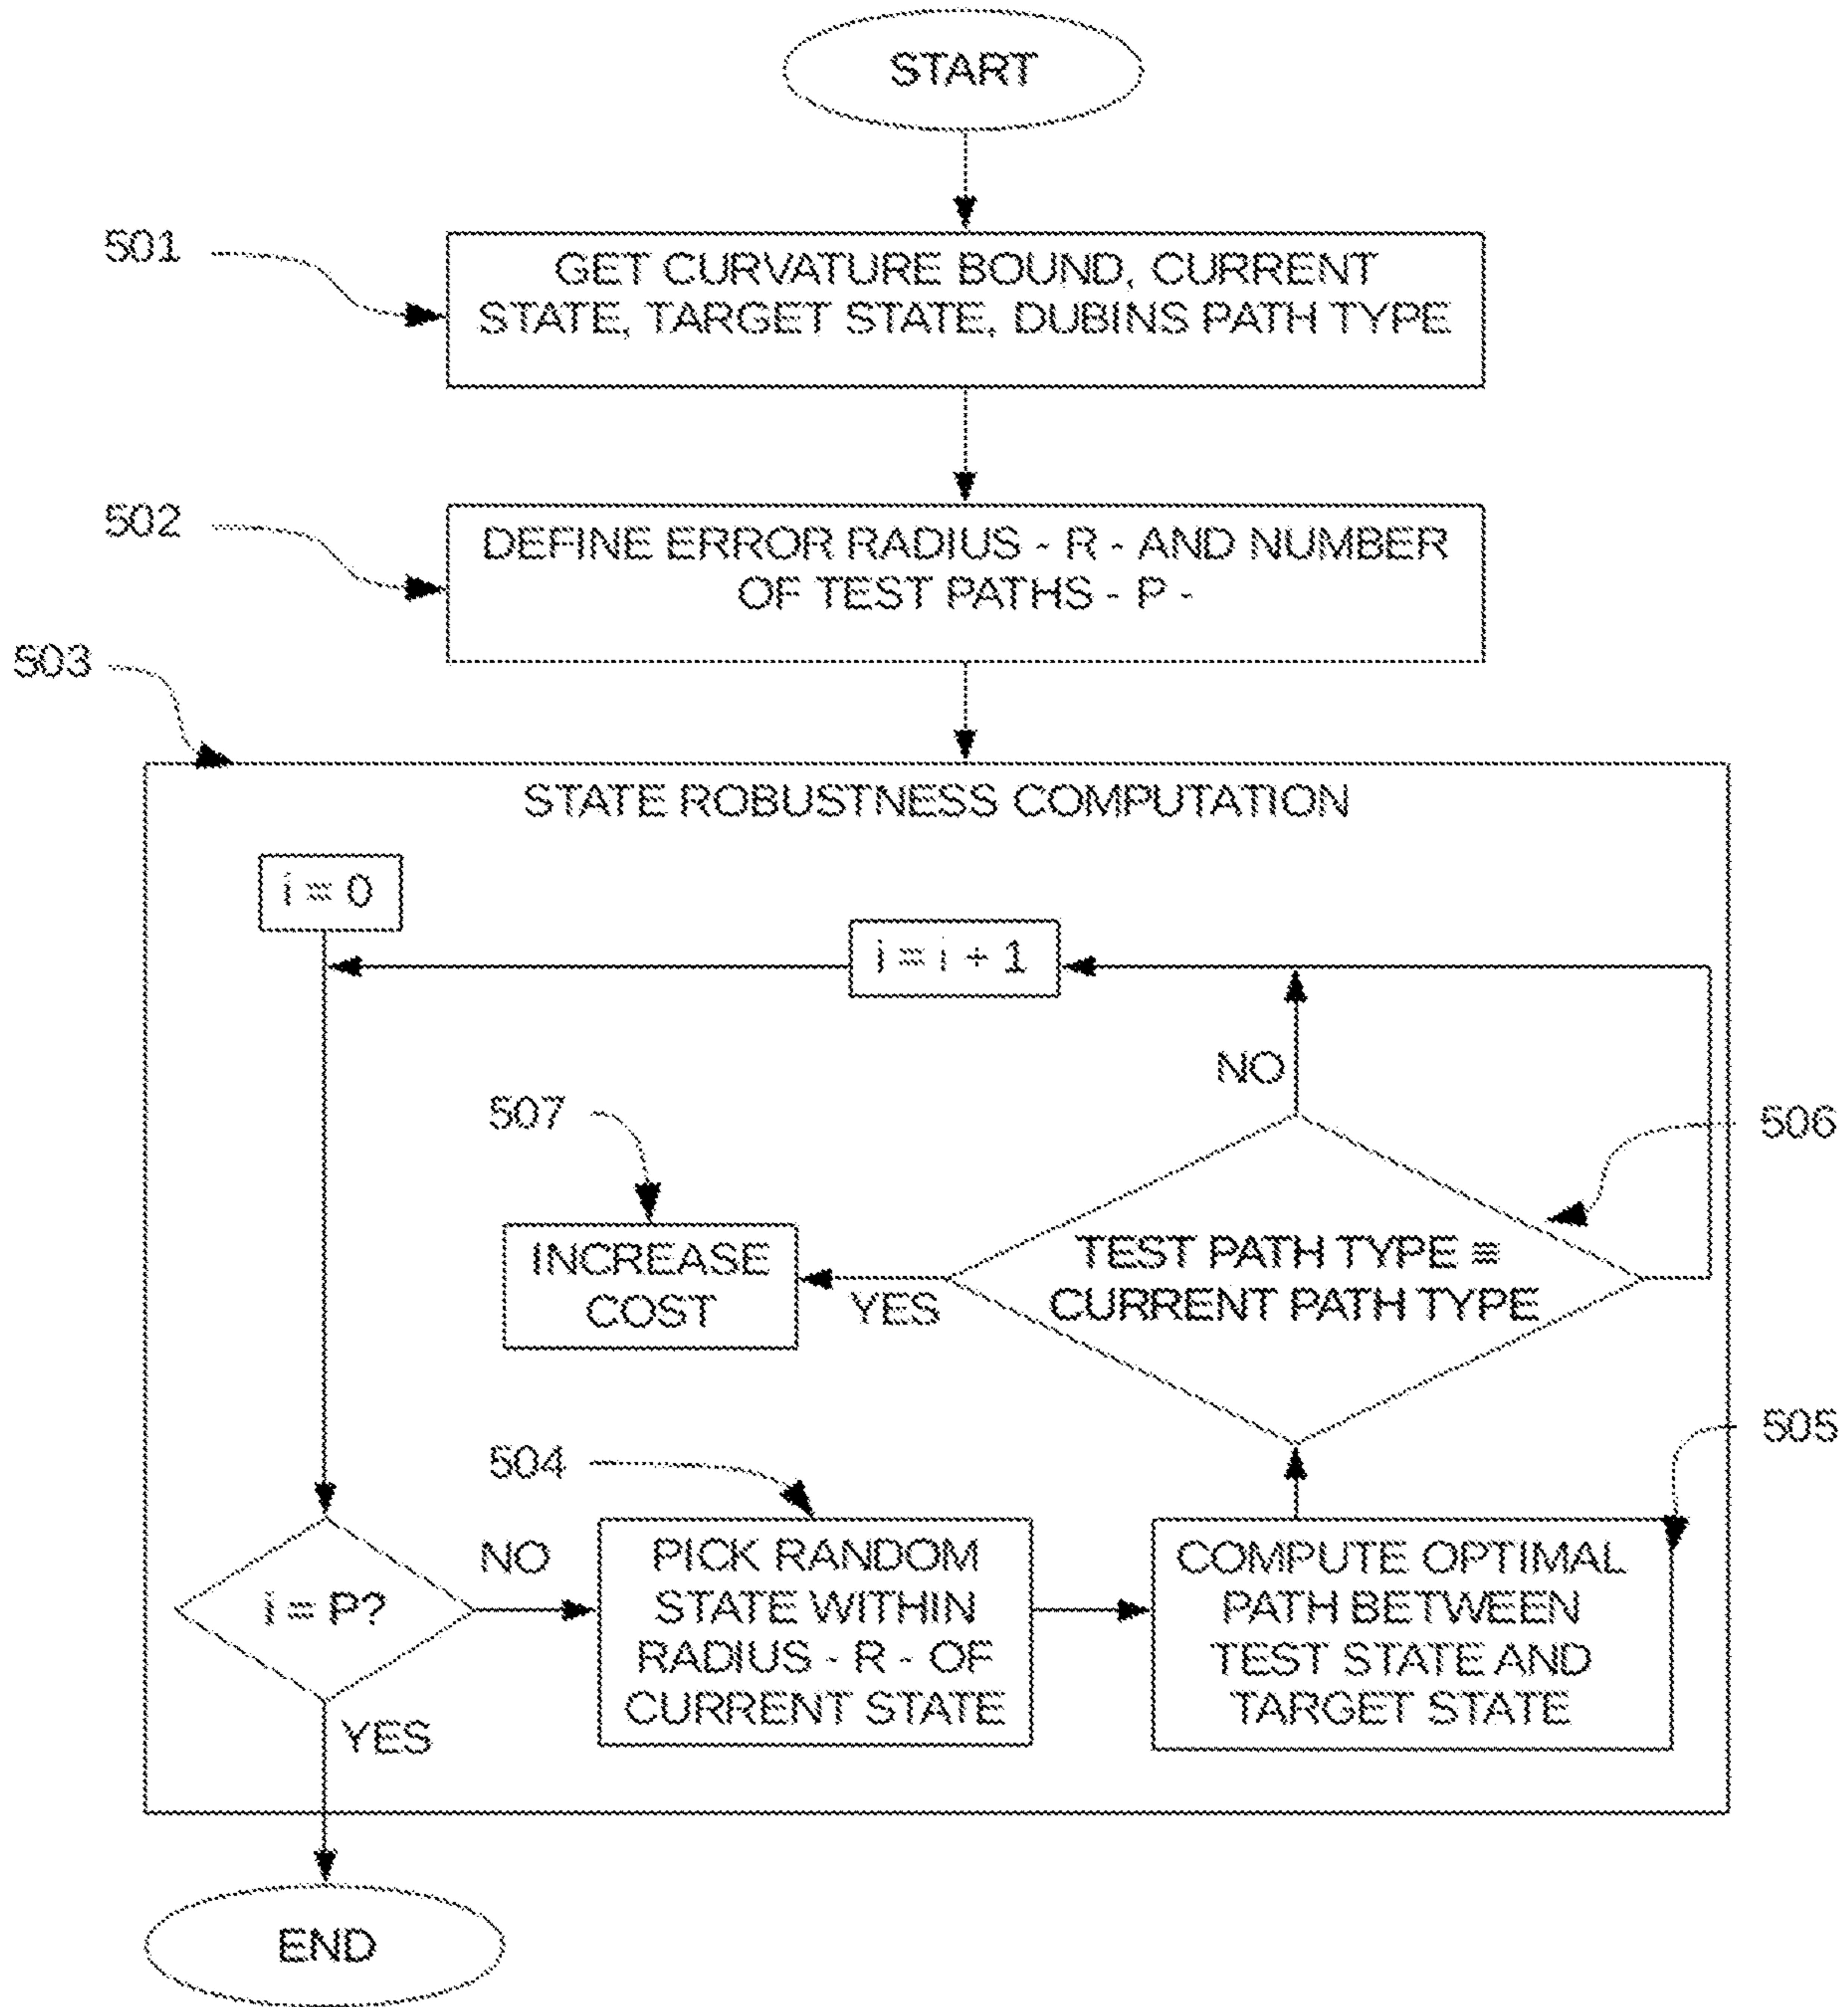 START
501
GET CURVATURE BOUND, CURRENT
STATE, TARGET STATE, DUBINS PATH TYPE
502
DEFINE ERROR RADIUS - R - AND NUMBER
OF TEST PATHS - P -
503
STATE ROBUSTNESS COMPUTATION
i = 0
i = i + 1
NO
507
506
INCREASE
COST
YES
TEST PATH TYPE =
CURRENT PATH TYPE
504
505
NO
PICK RANDOM
STATE WITHIN
RADIUS - R - OF
CURRENT STATE
COMPUTE OPTIMAL
PATH BETWEEN
TEST STATE AND
TARGET STATE
i = P?
YES
END